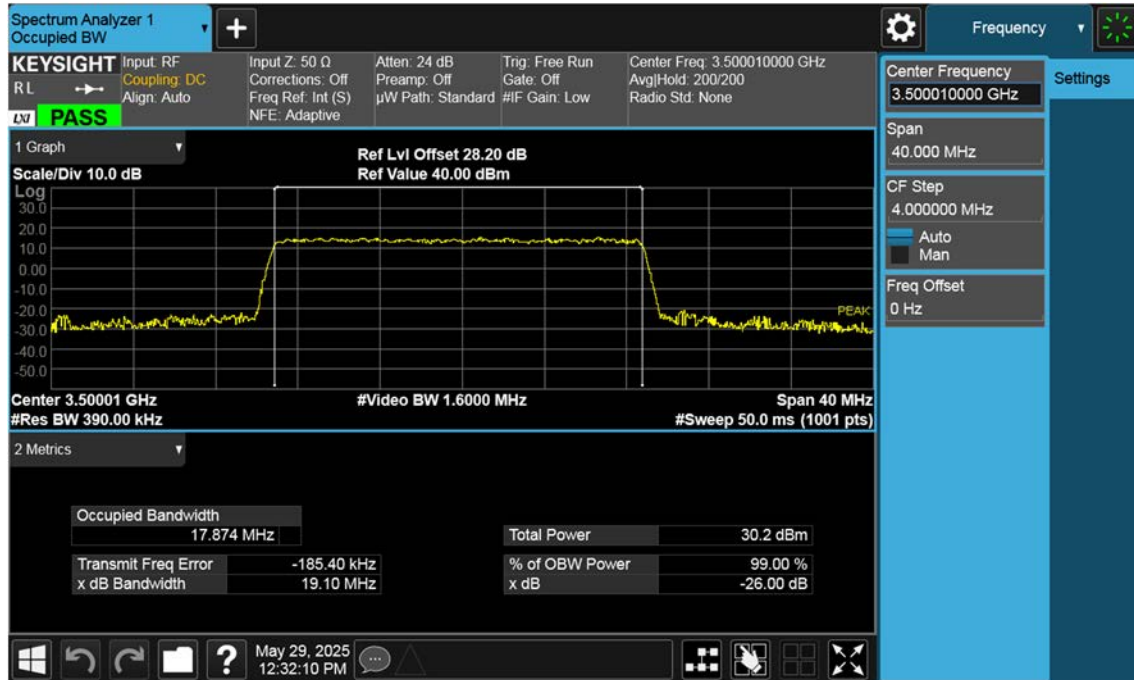 Spectrum Analyzer 1
Occupied BW
Frequency
KEYSIGHT
R L
LXI
PASS
Input: RF
Coupling: DC
Align: Auto
Input Z: 50 Ω
Corrections: Off
Freq Ref: Int (S)
NFE: Adaptive
Atten: 24 dB
Preamp: Off
µW Path: Standard
Trig: Free Run
Gate: Off
#IF Gain: Low
Center Freq: 3.500010000 GHz
Avg|Hold: 200/200
Radio Std: None
1 Graph
Scale/Div 10.0 dB
Ref Lvl Offset 28.20 dB
Ref Value 40.00 dBm
Log
30.0
20.0
10.0
0.00
-10.0
-20.0
-30.0
-40.0
-50.0
PEAK
Center 3.50001 GHz
#Video BW 1.6000 MHz
Span 40 MHz
#Res BW 390.00 kHz
#Sweep 50.0 ms (1001 pts)
2 Metrics
Occupied Bandwidth
17.874 MHz
Total Power 30.2 dBm
Transmit Freq Error -185.40 kHz
% of OBW Power 99.00 %
x dB Bandwidth 19.10 MHz
x dB -26.00 dB
Center Frequency
3.500010000 GHz
Settings
Span
40.000 MHz
CF Step
4.000000 MHz
Auto
Man
Freq Offset
0 Hz
?
May 29, 2025
12:32:10 PM